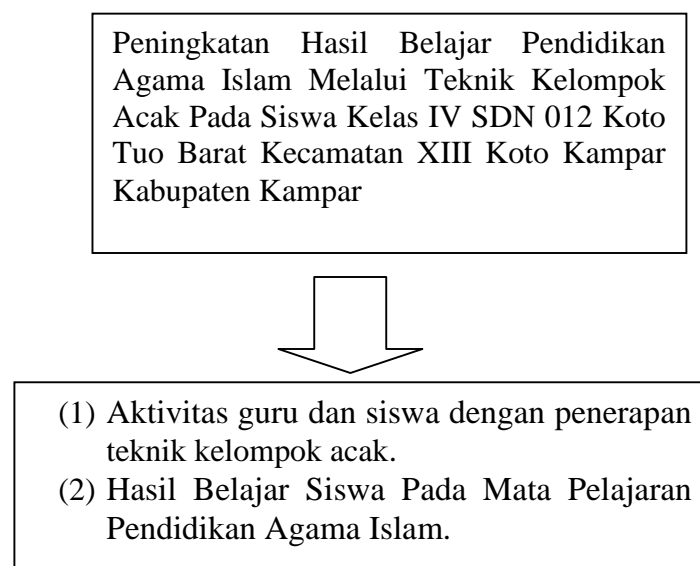 Peningkatan Hasil Belajar Pendidikan
Agama Islam Melalui Teknik Kelompok
Acak Pada Siswa Kelas IV SDN 012 Koto
Tuo Barat Kecamatan XIII Koto Kampar
Kabupaten Kampar
(1) Aktivitas guru dan siswa dengan penerapan
teknik kelompok acak.
(2) Hasil Belajar Siswa Pada Mata Pelajaran
Pendidikan Agama Islam.